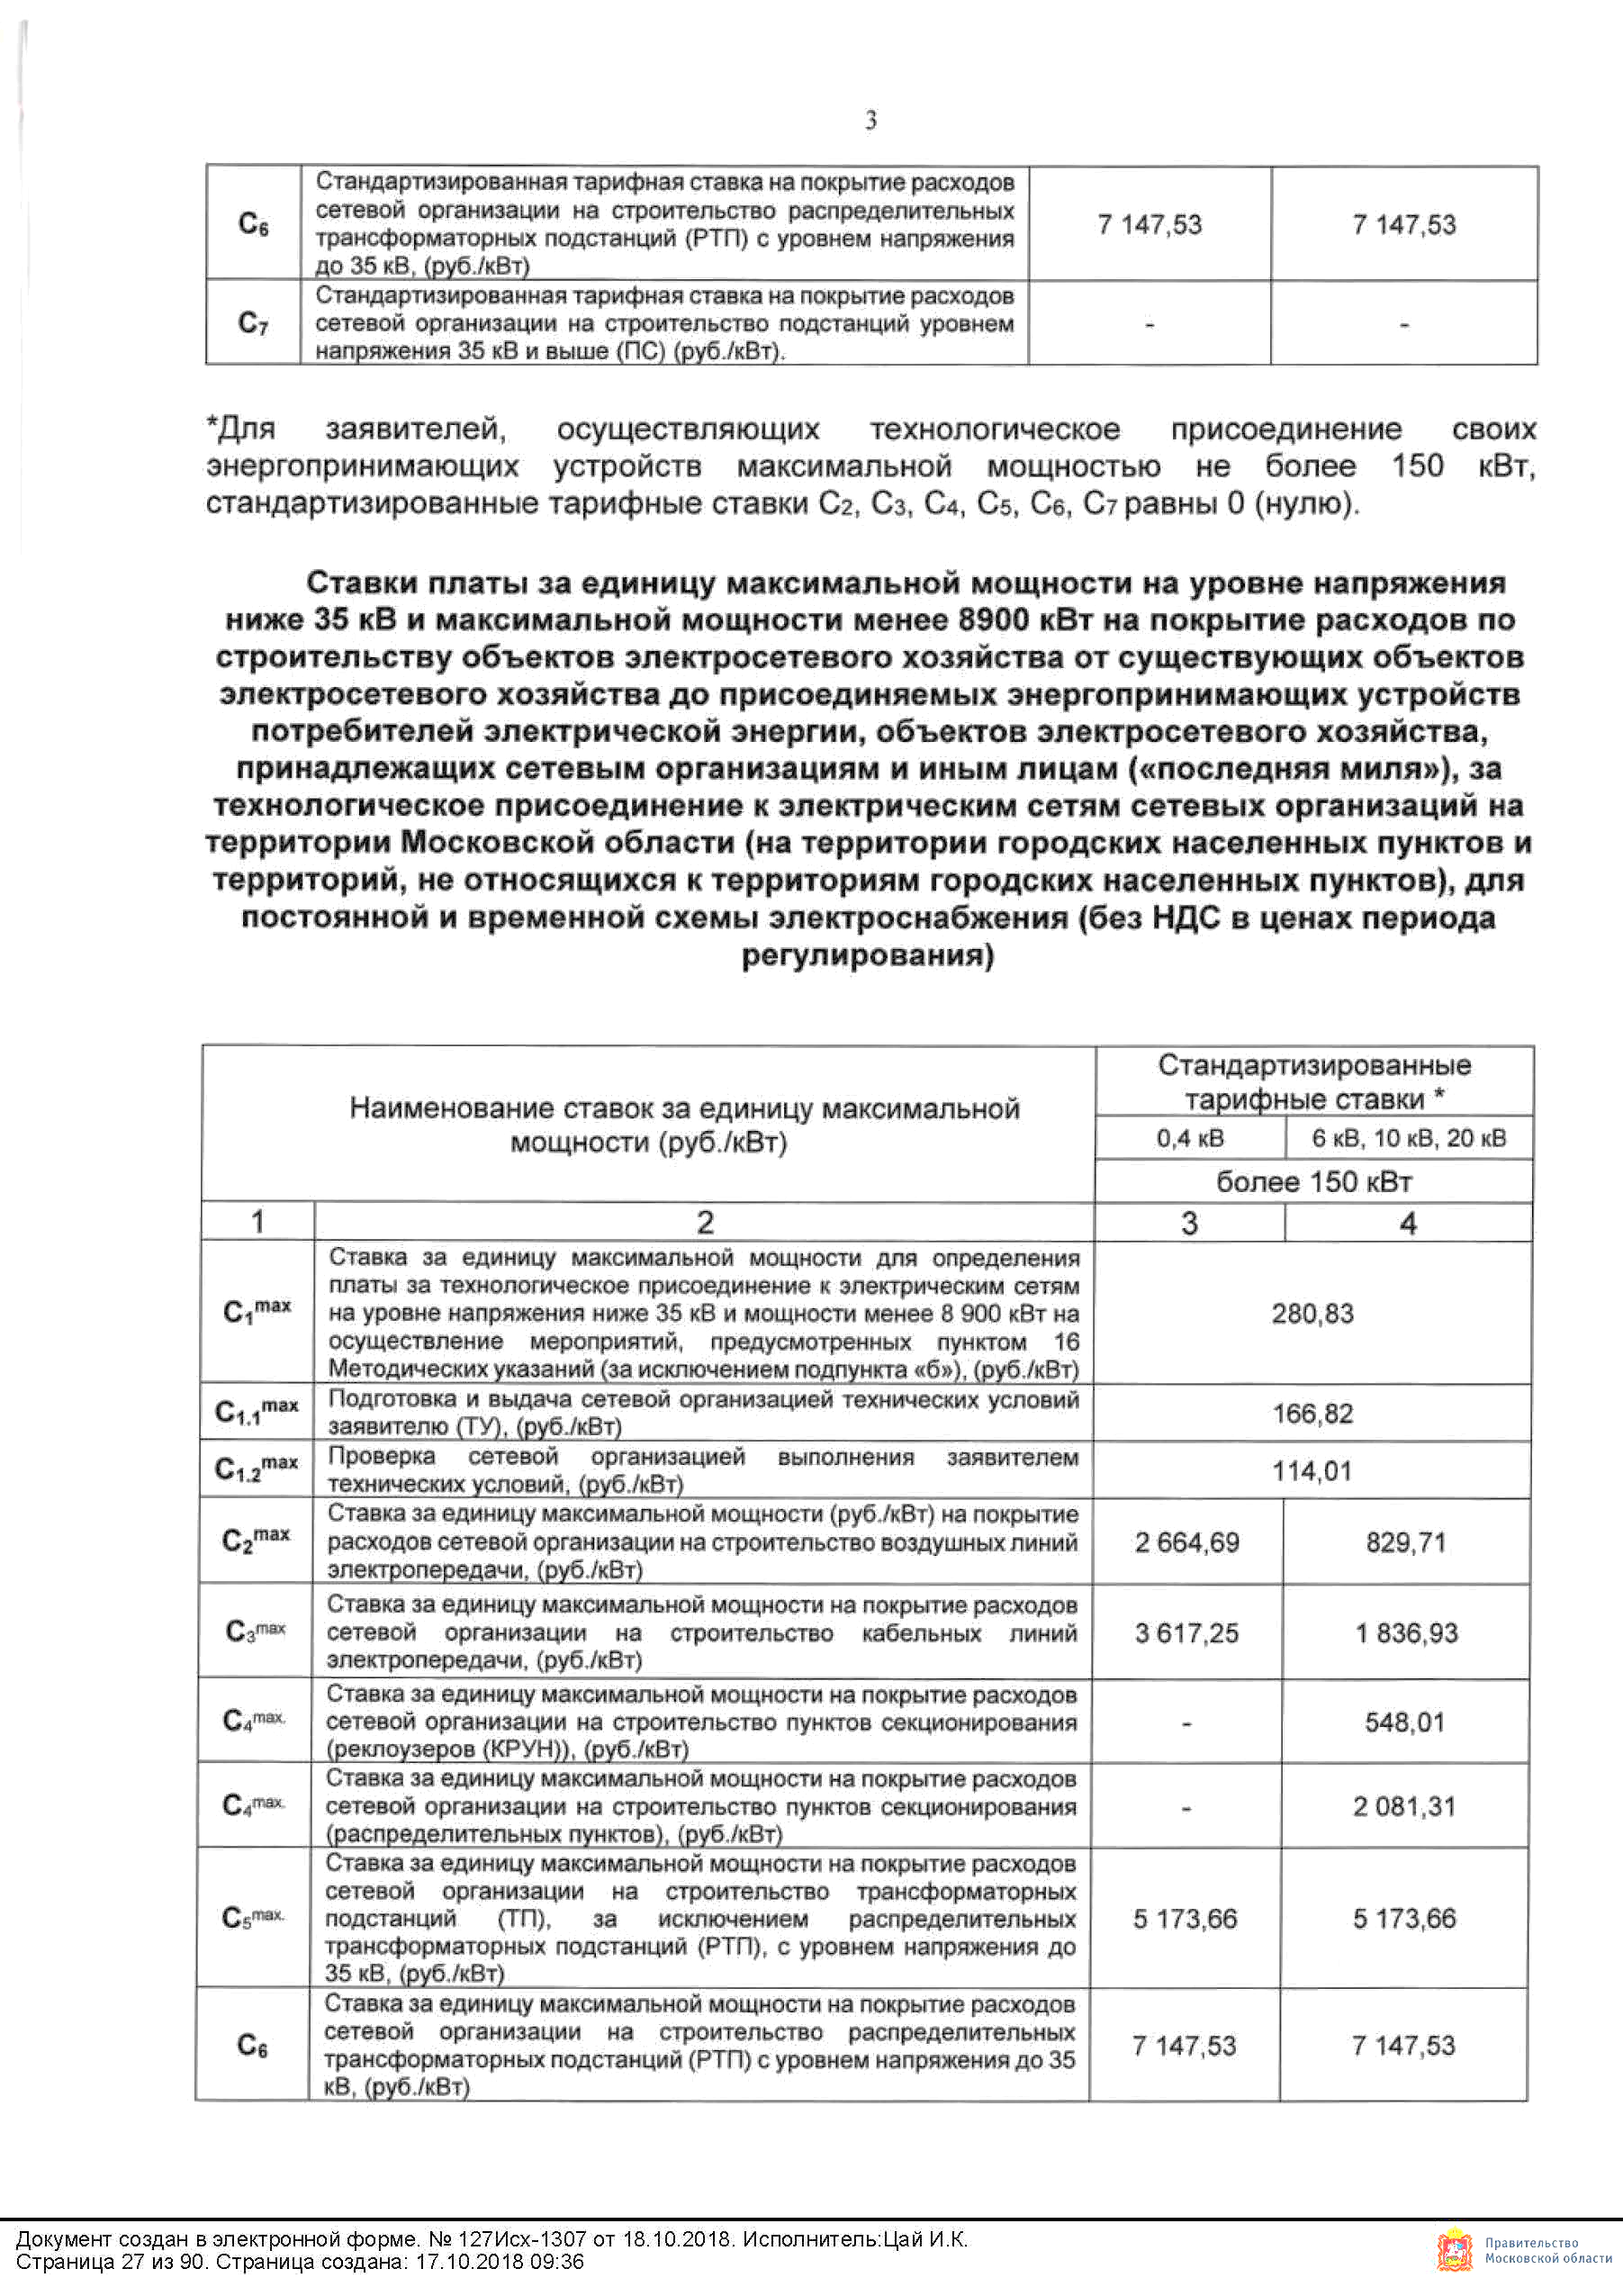 3
С6
Стандартизированная тарифная ставка на покрытие расходов
сетевой организации на строительство распределительных
трансформаторных подстанций (РТП) с уровнем напряжения
до 35 кВ, (руб./кВт)
7 147,53
7 147,53
С7
Стандартизированная тарифная ставка на покрытие расходов
сетевой организации на строительство подстанций уровнем
напряжения 35 кВ и выше (ПС) (руб./кВт).
-
-
*Для заявителей, осуществляющих технологическое присоединение своих
энергопринимающих устройств максимальной мощностью не более 150 кВт,
стандартизированные тарифные ставки С2, С3, С4, С5, С6, С7 равны 0 (нулю).
Ставки платы за единицу максимальной мощности на уровне напряжения
ниже 35 кВ и максимальной мощности менее 8900 кВт на покрытие расходов по
строительству объектов электросетевого хозяйства от существующих объектов
электросетевого хозяйства до присоединяемых энергопринимающих устройств
потребителей электрической энергии, объектов электросетевого хозяйства,
принадлежащих сетевым организациям и иным лицам («последняя миля»), за
технологическое присоединение к электрическим сетям сетевых организаций на
территории Московской области (на территории городских населенных пунктов и
территорий, не относящихся к территориям городских населенных пунктов), для
постоянной и временной схемы электроснабжения (без НДС в ценах периода
регулирования)
Наименование ставок за единицу максимальной
мощности (руб./кВт)
Стандартизированные
тарифные ставки *
0,4 кВ
6 кВ, 10 кВ, 20 кВ
более 150 кВт
1
2
3
4
С1max
Ставка за единицу максимальной мощности для определения
платы за технологическое присоединение к электрическим сетям
на уровне напряжения ниже 35 кВ и мощности менее 8 900 кВт на
осуществление мероприятий, предусмотренных пунктом 16
Методических указаний (за исключением подпункта «б»), (руб./кВт)
280,83
С1.1max
Подготовка и выдача сетевой организацией технических условий
заявителю (ТУ), (руб./кВт)
166,82
С1.2max
Проверка сетевой организацией выполнения заявителем
технических условий, (руб./кВт)
114,01
С2max
Ставка за единицу максимальной мощности (руб./кВт) на покрытие
расходов сетевой организации на строительство воздушных линий
электропередачи, (руб./кВт)
2 664,69
829,71
С3max
Ставка за единицу максимальной мощности на покрытие расходов
сетевой организации на строительство кабельных линий
электропередачи, (руб./кВт)
3 617,25
1 836,93
С4max.
Ставка за единицу максимальной мощности на покрытие расходов
сетевой организации на строительство пунктов секционирования
(реклоузеров (КРУН)), (руб./кВт)
-
548,01
С4max.
Ставка за единицу максимальной мощности на покрытие расходов
сетевой организации на строительство пунктов секционирования
(распределительных пунктов), (руб./кВт)
-
2 081,31
С5max.
Ставка за единицу максимальной мощности на покрытие расходов
сетевой организации на строительство трансформаторных
подстанций (ТП), за исключением распределительных
трансформаторных подстанций (РТП), с уровнем напряжения до
35 кВ, (руб./кВт)
5 173,66
5 173,66
С6
Ставка за единицу максимальной мощности на покрытие расходов
сетевой организации на строительство распределительных
трансформаторных подстанций (РТП) с уровнем напряжения до 35
кВ, (руб./кВт)
7 147,53
7 147,53
Документ создан в электронной форме. № 127Исх-1307 от 18.10.2018. Исполнитель:Цай И.К.
Страница 27 из 90. Страница создана: 17.10.2018 09:36
Правительство
Московской области